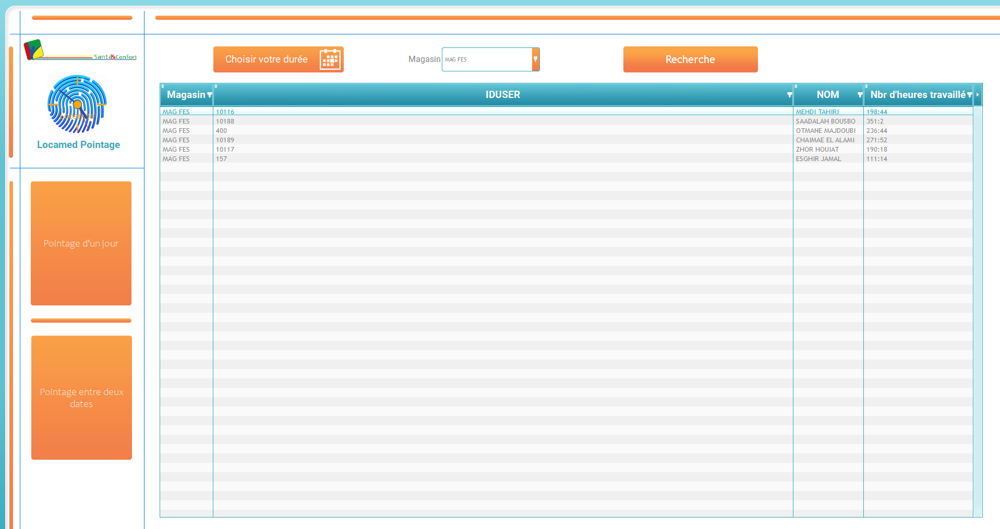 Santé&Confort
Locamed
Locamed Pointage
Pointage d'un jour
Pointage entre deux
dates
Choisir votre durée
Magasin MAG FES
Recherche
Magasin IDUSER NOM Nbr d'heures travaillé
MAG FES 10116 MEHDI TAHIRI 198:44
MAG FES 10188 SAADALAH BOUSBO 351:2
MAG FES 400 OTMANE MAJDOUBI 236:44
MAG FES 10189 CHAIMAE EL ALAMI 271:52
MAG FES 10117 ZHOR HOUIAT 190:18
MAG FES 157 ESGHIR JAMAL 111:14